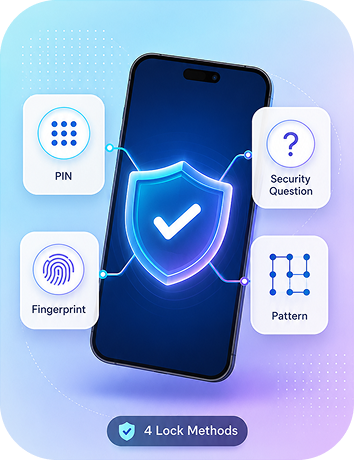 PIN
Security
Question
Fingerprint
Pattern
?
4 Lock Methods